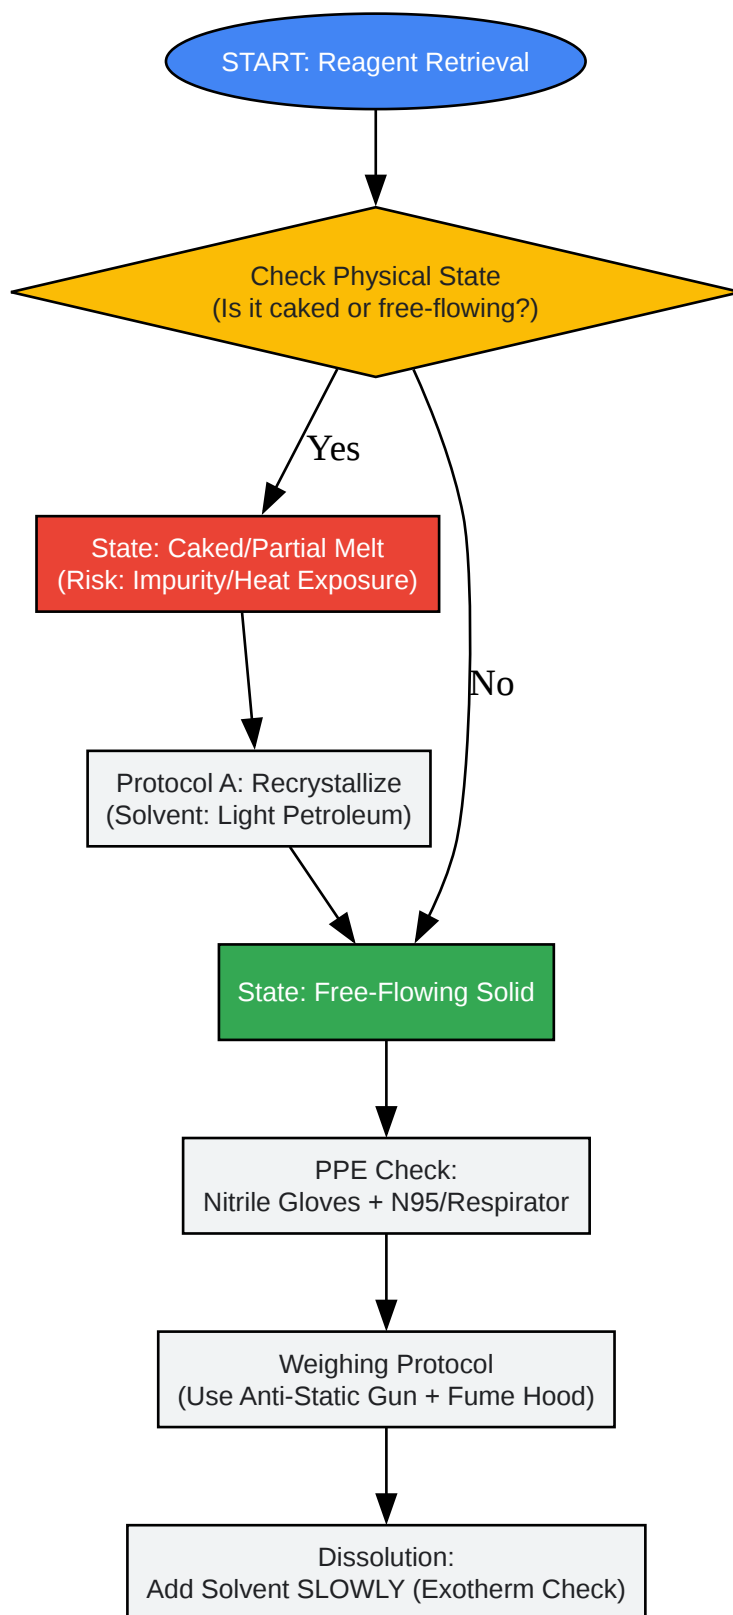 START: Reagent Retrieval
Check Physical State
(Is it caked or free-flowing?)
Yes
State: Caked/Partial Melt
(Risk: Impurity/Heat Exposure)
No
Protocol A: Recrystallize
(Solvent: Light Petroleum)
State: Free-Flowing Solid
PPE Check:
Nitrile Gloves + N95/Respirator
Weighing Protocol
(Use Anti-Static Gun + Fume Hood)
Dissolution:
Add Solvent SLOWLY (Exotherm Check)